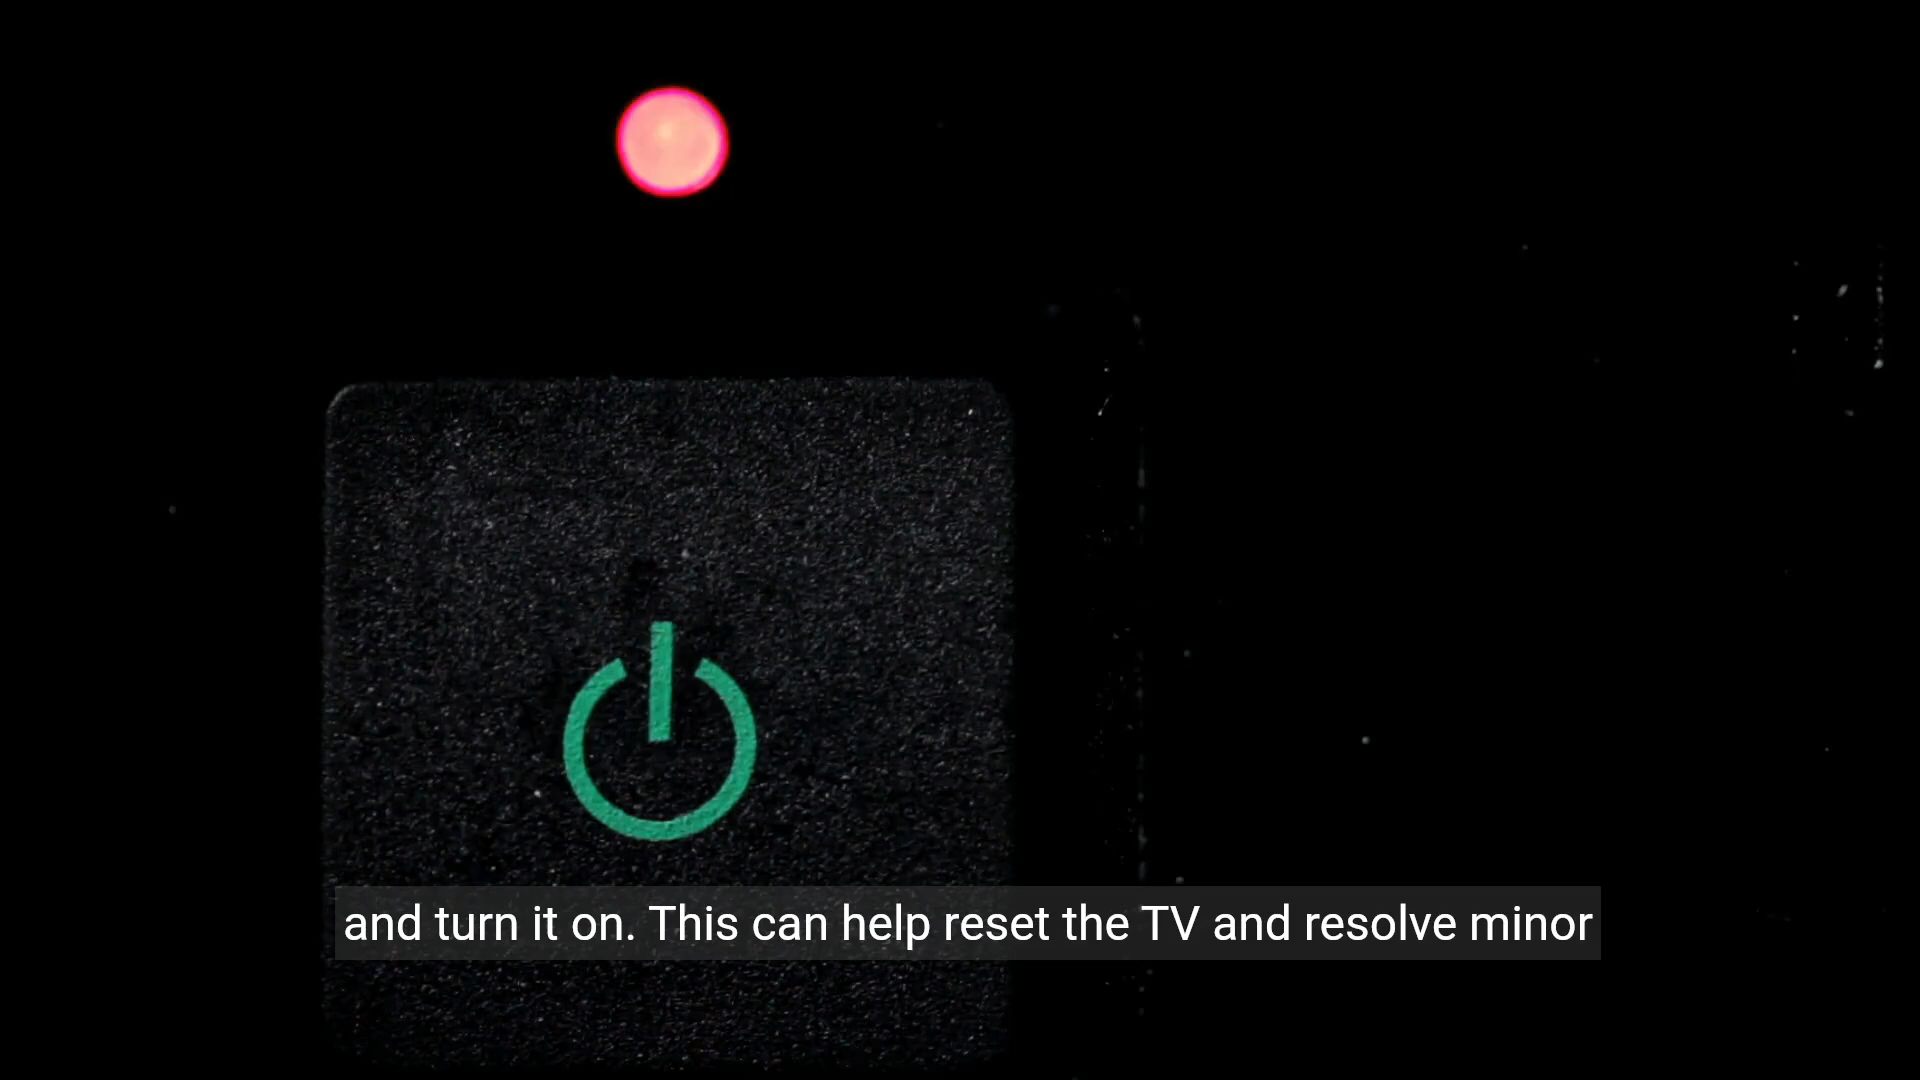 and turn it on. This can help reset the TV and resolve minor